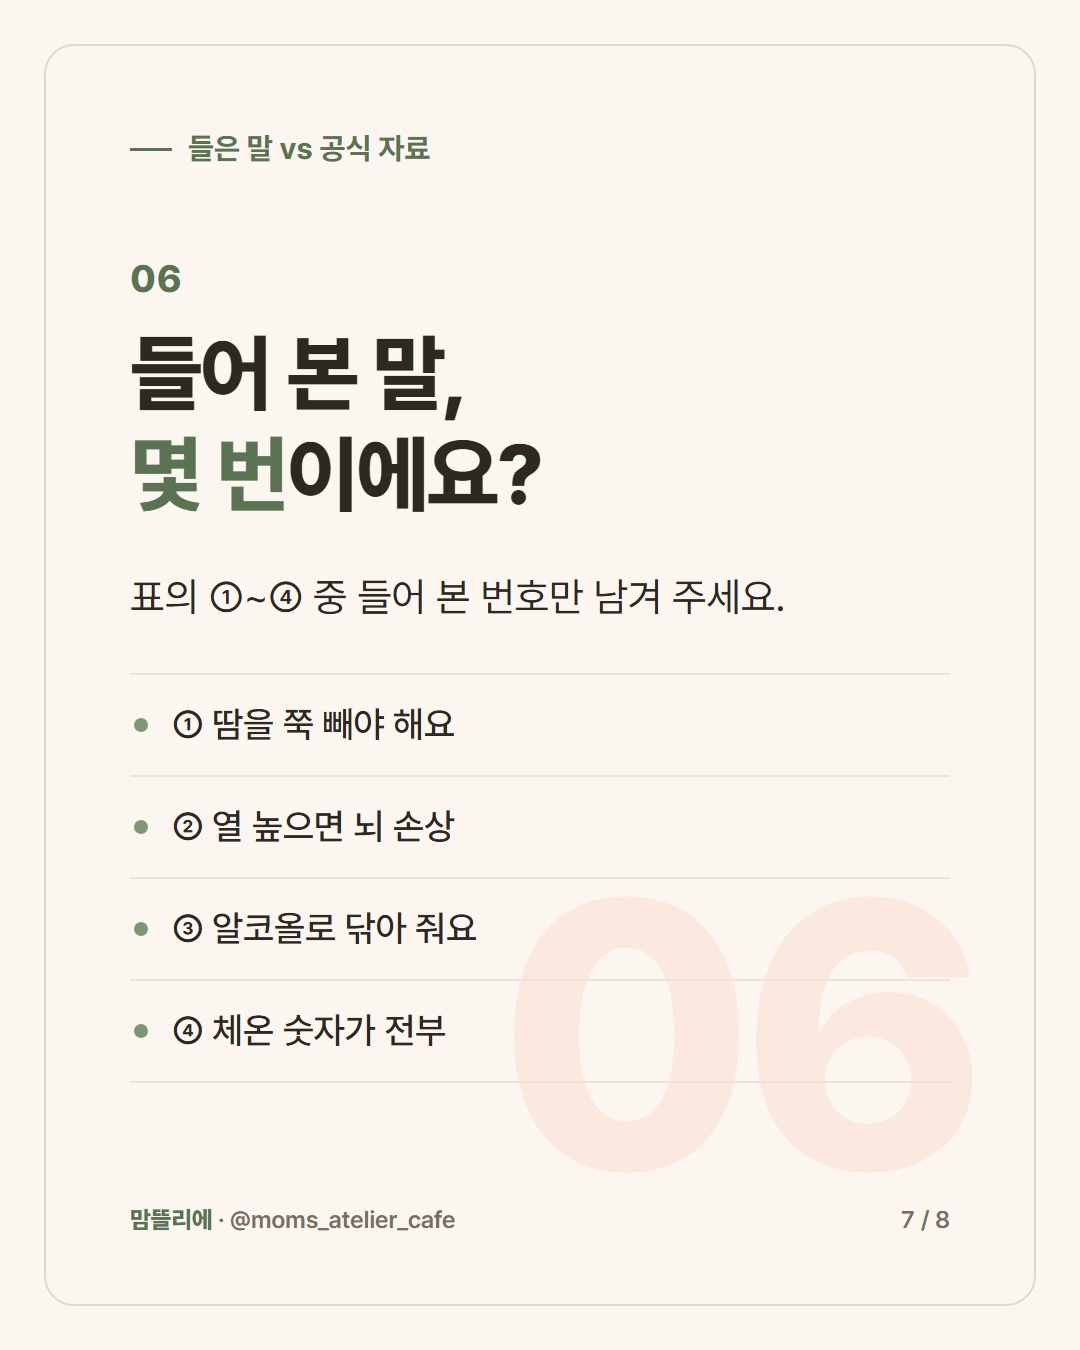 들은 말 vs 공식 자료
06
들어 본 말,
몇 번이에요?
표의 ①~④ 중 들어 본 번호만 남겨 주세요.
① 땀을 쭉 빼야 해요
② 열 높으면 뇌 손상
③ 알코올로 닦아 줘요
④ 체온 숫자가 전부
06
맘뜰리에 · @moms_atelier_cafe
7 / 8